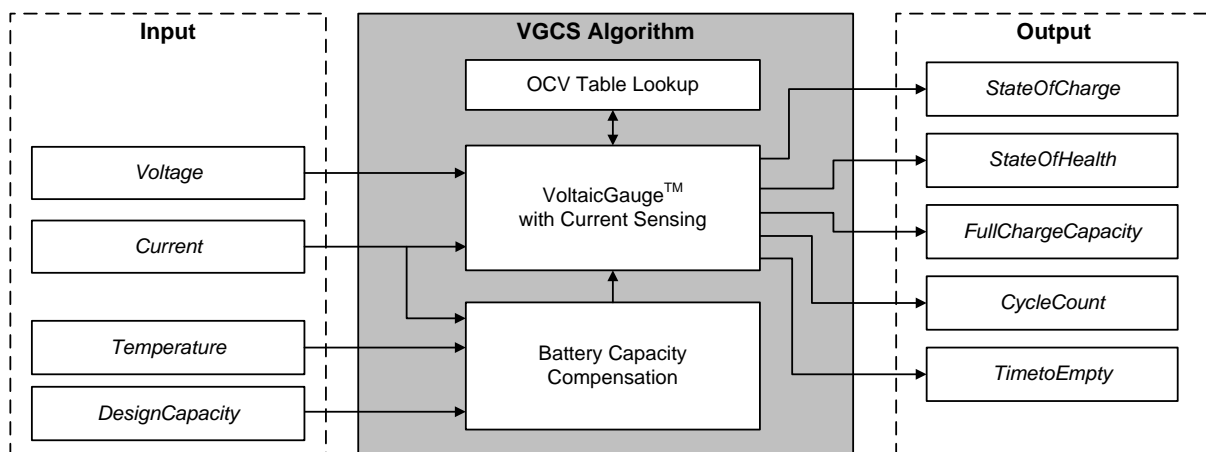 Input
VGCS Algorithm
Output
OCV Table Lookup
StateOfCharge
Voltage
VoltaicGauge™
with Current Sensing
StateOfHealth
Current
FullChargeCapacity
CycleCount
Temperature
Battery Capacity
Compensation
TimetoEmpty
DesignCapacity